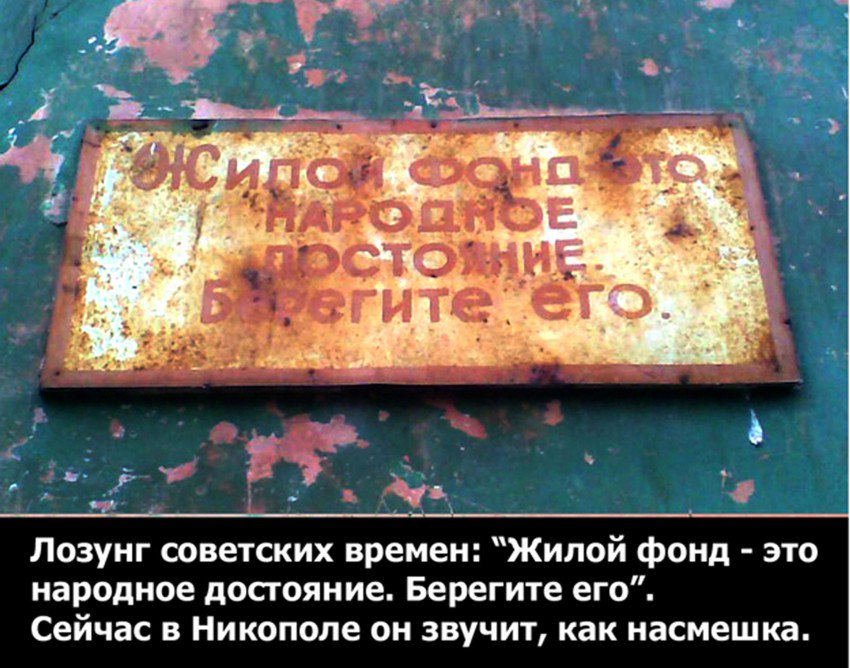 Жилой фонд это
народное
достояние.
Берегите его.
Лозунг советских времен: “Жилой фонд - это
народное достояние. Берегите его”.
Сейчас в Никополе он звучит, как насмешка.